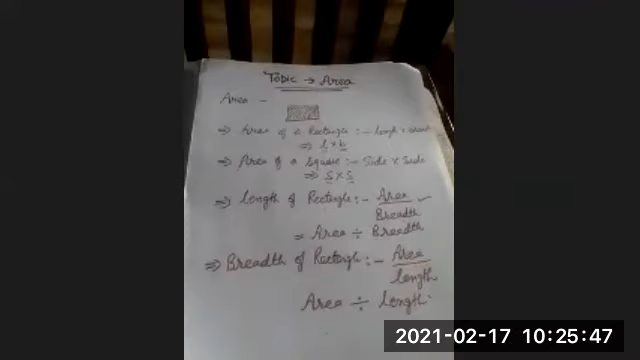 Topic → Area
Area -
⇒ Area of a Rectangle :- Length ×
⇒ l × b
⇒ Area of a Square :- Side × Side
⇒ S × S
⇒ Length of Rectangle :- Area / Breadth ✓
= Area ÷ Breadth
⇒ Breadth of Rectangle :- Area / Length
Area ÷ Length
2021-02-17 10:25:47